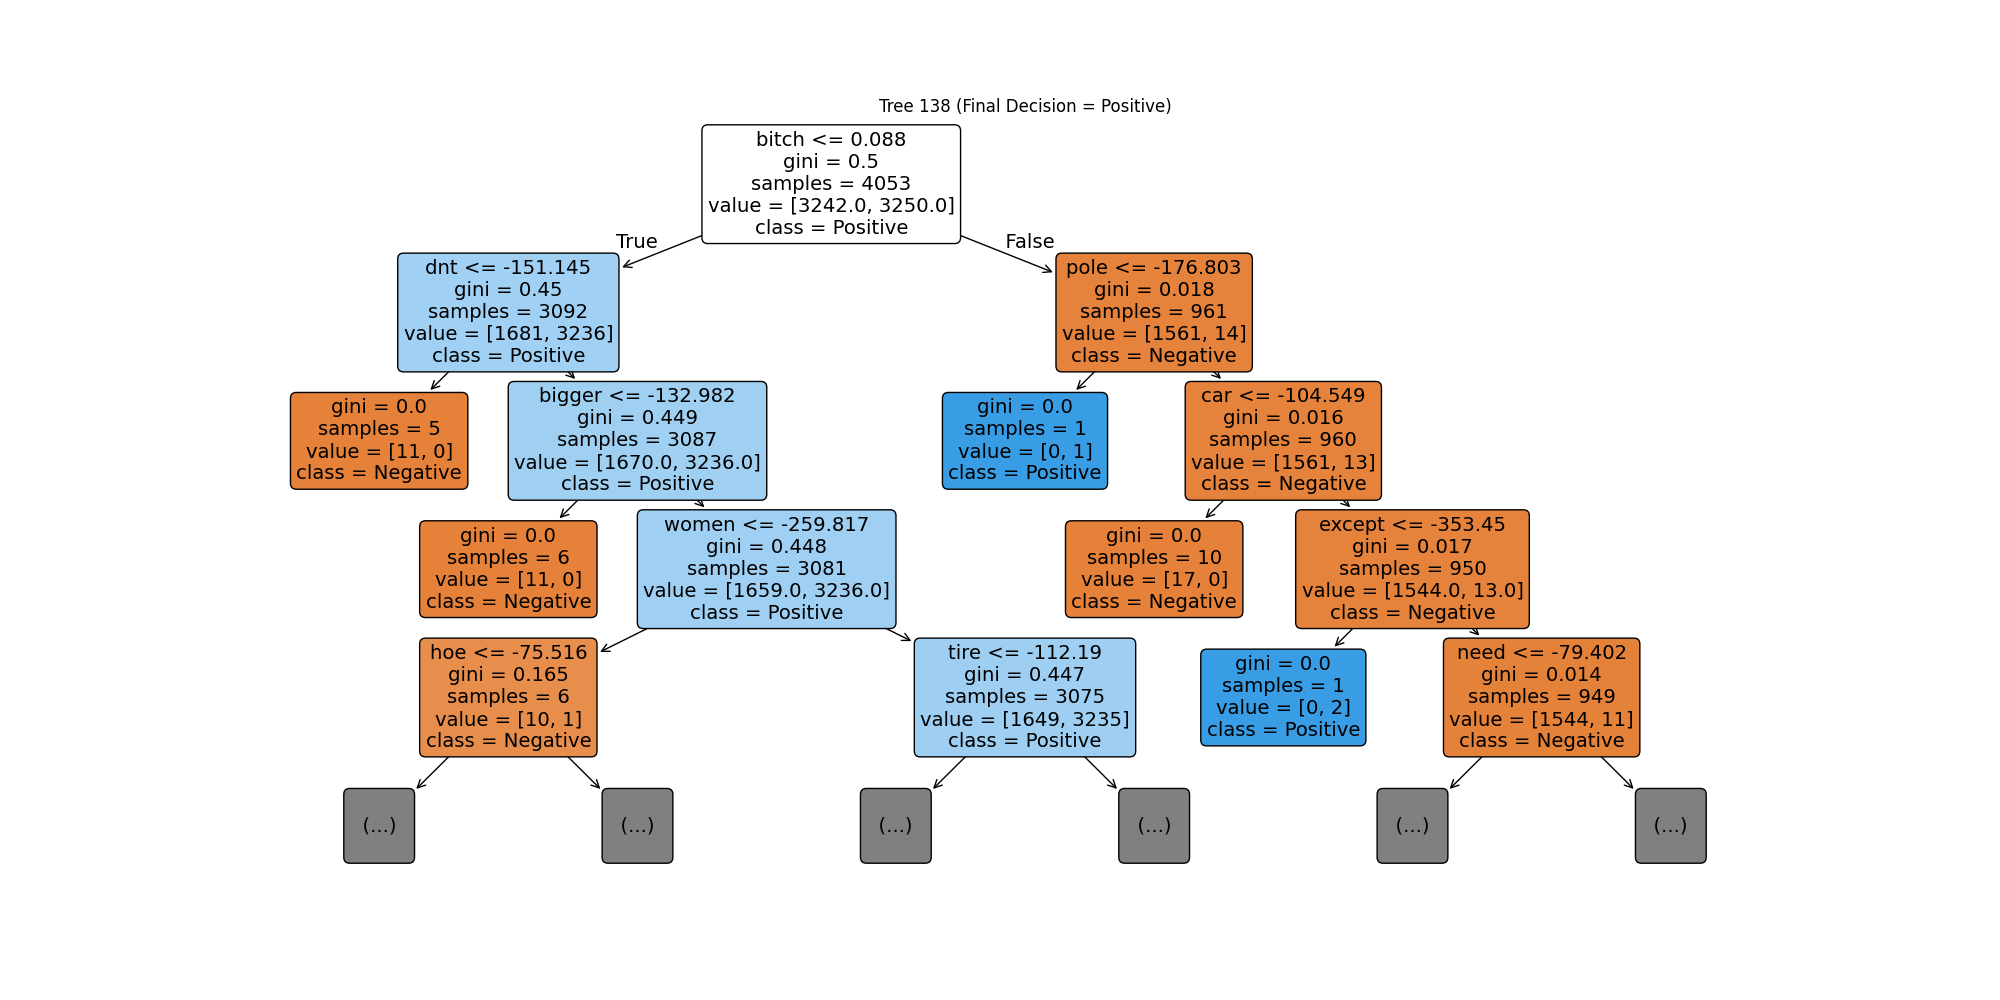 Tree 138 (Final Decision = Positive)
bitch <= 0.088
gini = 0.5
samples = 4053
value = [3242.0, 3250.0]
class = Positive
True
False
dnt <= -151.145
gini = 0.45
samples = 3092
value = [1681, 3236]
class = Positive
pole <= -176.803
gini = 0.018
samples = 961
value = [1561, 14]
class = Negative
gini = 0.0
samples = 5
value = [11, 0]
class = Negative
bigger <= -132.982
gini = 0.449
samples = 3087
value = [1670.0, 3236.0]
class = Positive
gini = 0.0
samples = 1
value = [0, 1]
class = Positive
car <= -104.549
gini = 0.016
samples = 960
value = [1561, 13]
class = Negative
gini = 0.0
samples = 6
value = [11, 0]
class = Negative
women <= -259.817
gini = 0.448
samples = 3081
value = [1659.0, 3236.0]
class = Positive
gini = 0.0
samples = 10
value = [17, 0]
class = Negative
except <= -353.45
gini = 0.017
samples = 950
value = [1544.0, 13.0]
class = Negative
hoe <= -75.516
gini = 0.165
samples = 6
value = [10, 1]
class = Negative
tire <= -112.19
gini = 0.447
samples = 3075
value = [1649, 3235]
class = Positive
gini = 0.0
samples = 1
value = [0, 2]
class = Positive
need <= -79.402
gini = 0.014
samples = 949
value = [1544, 11]
class = Negative
(...)
(...)
(...)
(...)
(...)
(...)